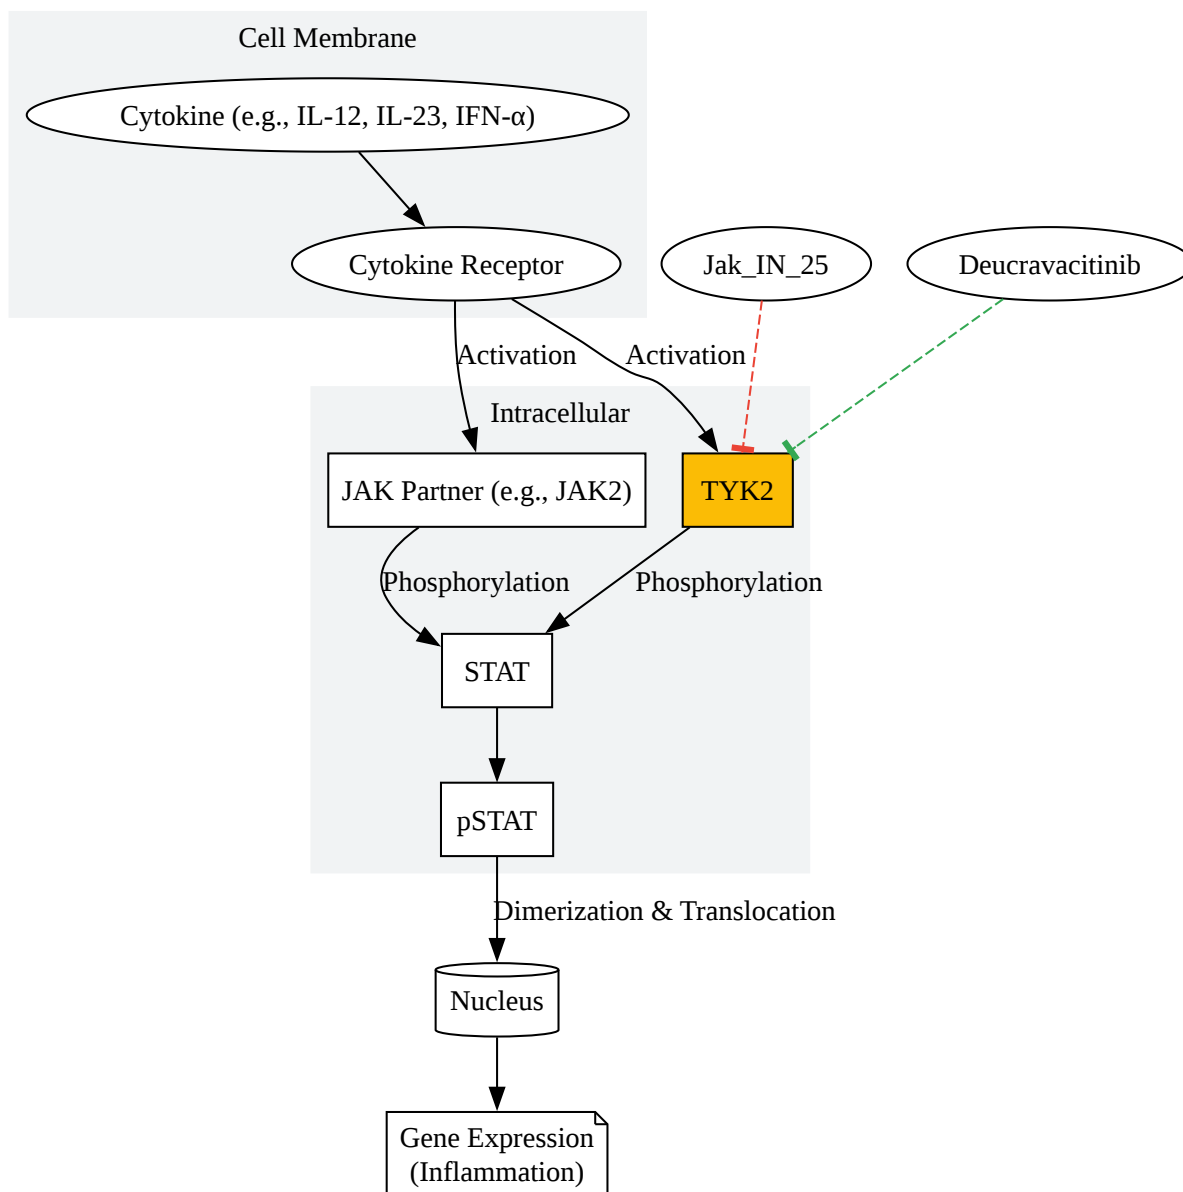 Cell Membrane
Cytokine (e.g., IL-12, IL-23, IFN-α)
Cytokine Receptor
Jak_IN_25
Deucravacitinib
Activation
Activation
Intracellular
JAK Partner (e.g., JAK2)
TYK2
Phosphorylation
Phosphorylation
STAT
pSTAT
Dimerization & Translocation
Nucleus
Gene Expression
(Inflammation)